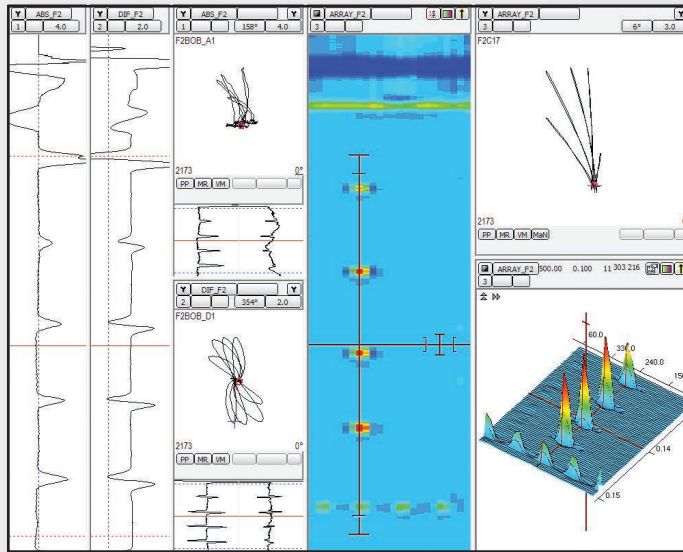 Y ABS_F2 Y
1 4.0
Y DIF_F2 Y
2 2.0
Y ABS_F2 Y
1 158° 4.0
F2BOB_A1
2173 0°
PP MR VM
Y DIF_F2 Y
2 354° 2.0
F2BOB_D1
2173 0°
PP MR VM
ARRAY_F2
3
Y ARRAY_F2 Y
3 6° 3.0
F2C17
2173
PP MR VM MaN
ARRAY_F2 500.00 0.100 11 303 216
3
60.0
330.0
240.0
150
0.14
0.15